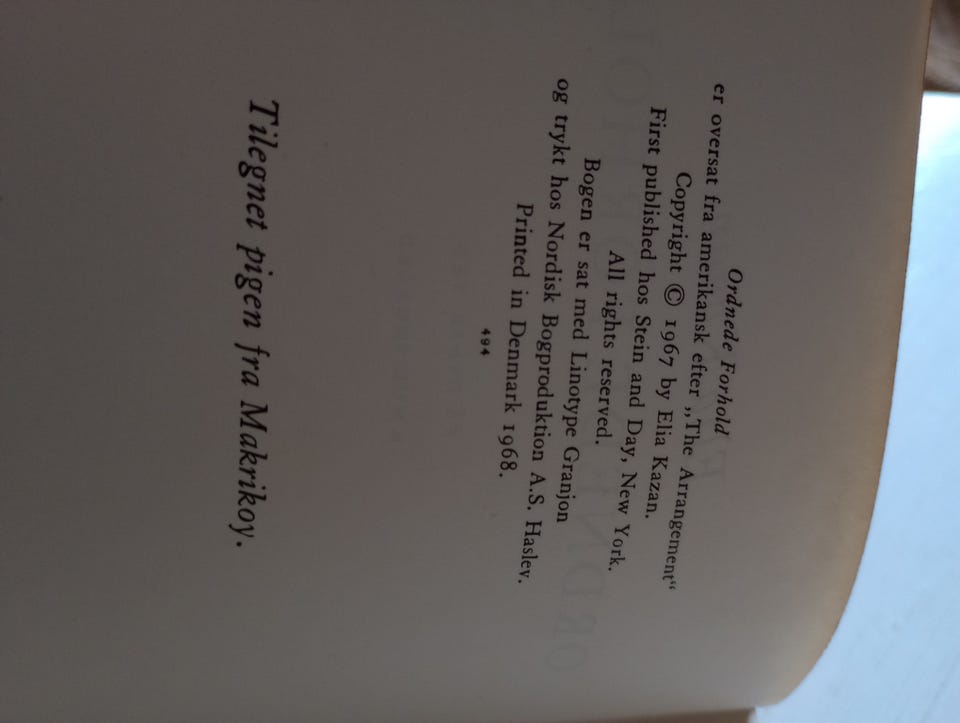 Ordnede Forhold
er oversat fra amerikansk efter „The Arrangement“
Copyright © 1967 by Elia Kazan.
First published hos Stein and Day, New York.
All rights reserved.
Bogen er sat med Linotype Granjon
og trykt hos Nordisk Bogproduktion A.S. Haslev.
Printed in Denmark 1968.
494
Tilegnet pigen fra Makrikoy.